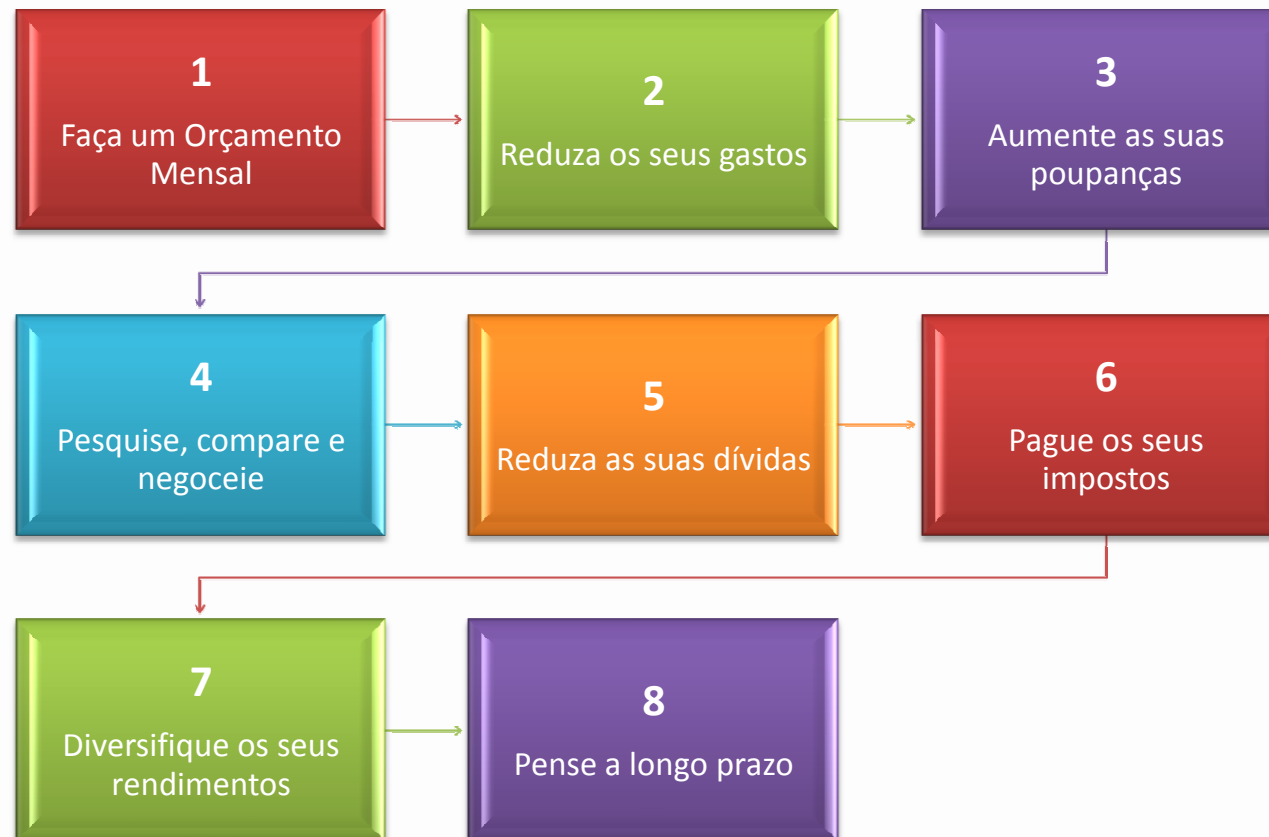 1
Faça um Orçamento
Mensal
2
Reduza os seus gastos
3
Aumente as suas
poupanças
4
Pesquise, compare e
negoceie
5
Reduza as suas dívidas
6
Pague os seus
impostos
7
Diversifique os seus
rendimentos
8
Pense a longo prazo